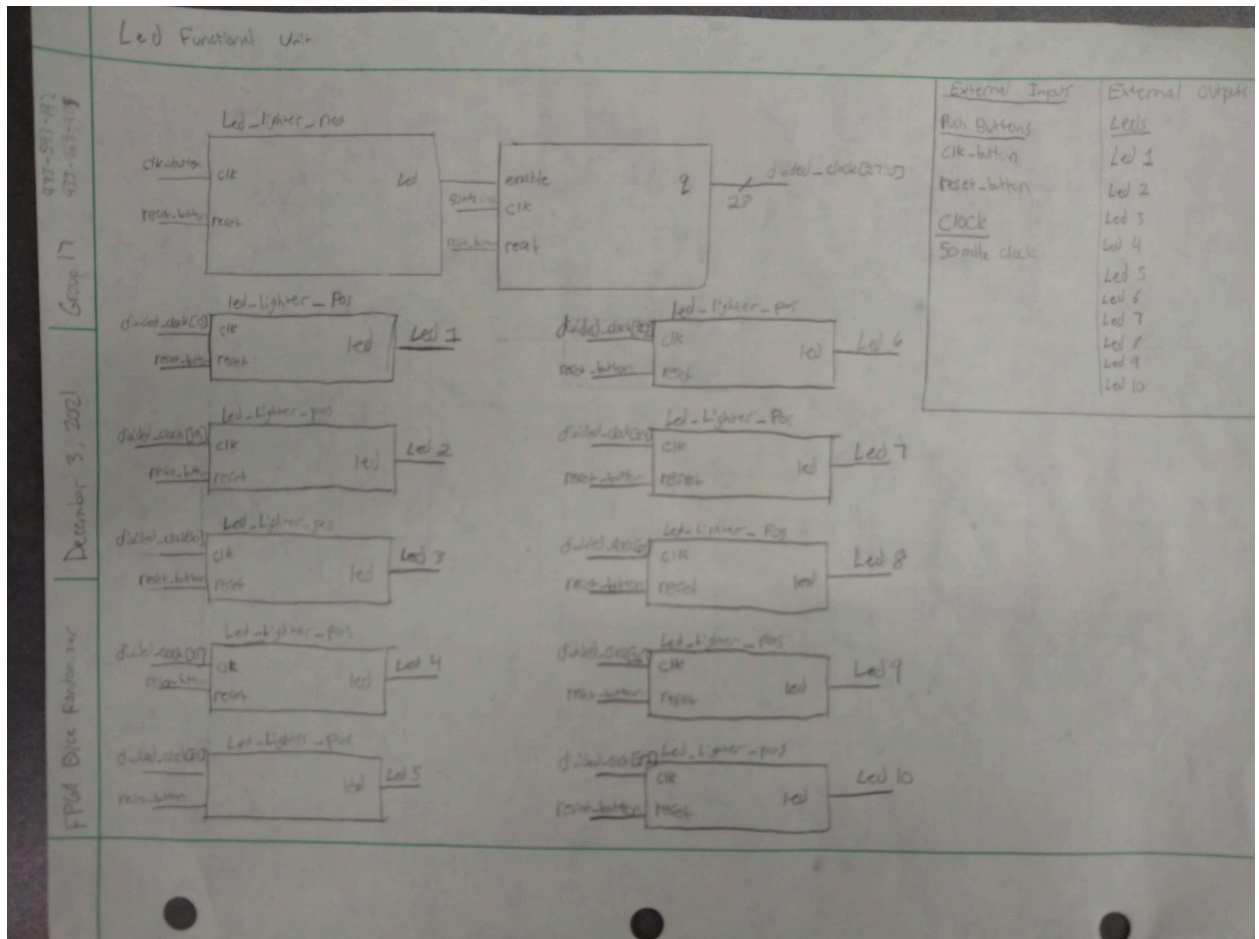 Led Functional Unit
Group 17
December 3, 2021
FPGA Dice Randomizer
Led_lighter_neg
clk_button
clk
Led
reset_button
reset
enable
clk
reset
q
divided_clock[27:0]
28
led_lighter_Pos
clk
reset_button
reset
led
Led 1
Led_lighter_pos
clk
reset_button
reset
led
Led 2
Led_lighter_pos
clk
reset_button
reset
led
Led 3
Led_lighter_pos
clk
reset
led
Led 4
Led_lighter_pos
reset_button
led
Led 5
Led_lighter_pos
clk
reset_button
reset
led
Led 6
Led_Lighter_Pos
clk
reset_button
reset
led
Led 7
Led_Lighter_Pos
clk
reset_button
reset
led
Led 8
Led_Lighter_pos
clk
reset_button
reset
led
Led 9
Led_Lighter_pos
clk
reset_button
reset
led
Led 10
External Inputs
Push Buttons
clk_button
reset_button
Clock
50 mHz clock
External Outputs
Leds
Led 1
Led 2
Led 3
Led 4
Led 5
Led 6
Led 7
Led 8
Led 9
Led 10